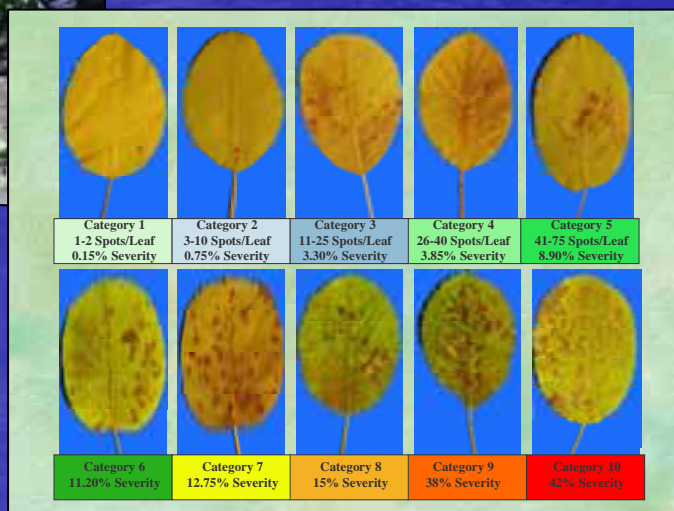 Category 1
1-2 Spots/Leaf
0.15% Severity
Category 2
3-10 Spots/Leaf
0.75% Severity
Category 3
11-25 Spots/Leaf
3.30% Severity
Category 4
26-40 Spots/Leaf
3.85% Severity
Category 5
41-75 Spots/Leaf
8.90% Severity
Category 6
11.20% Severity
Category 7
12.75% Severity
Category 8
15% Severity
Category 9
38% Severity
Category 10
42% Severity